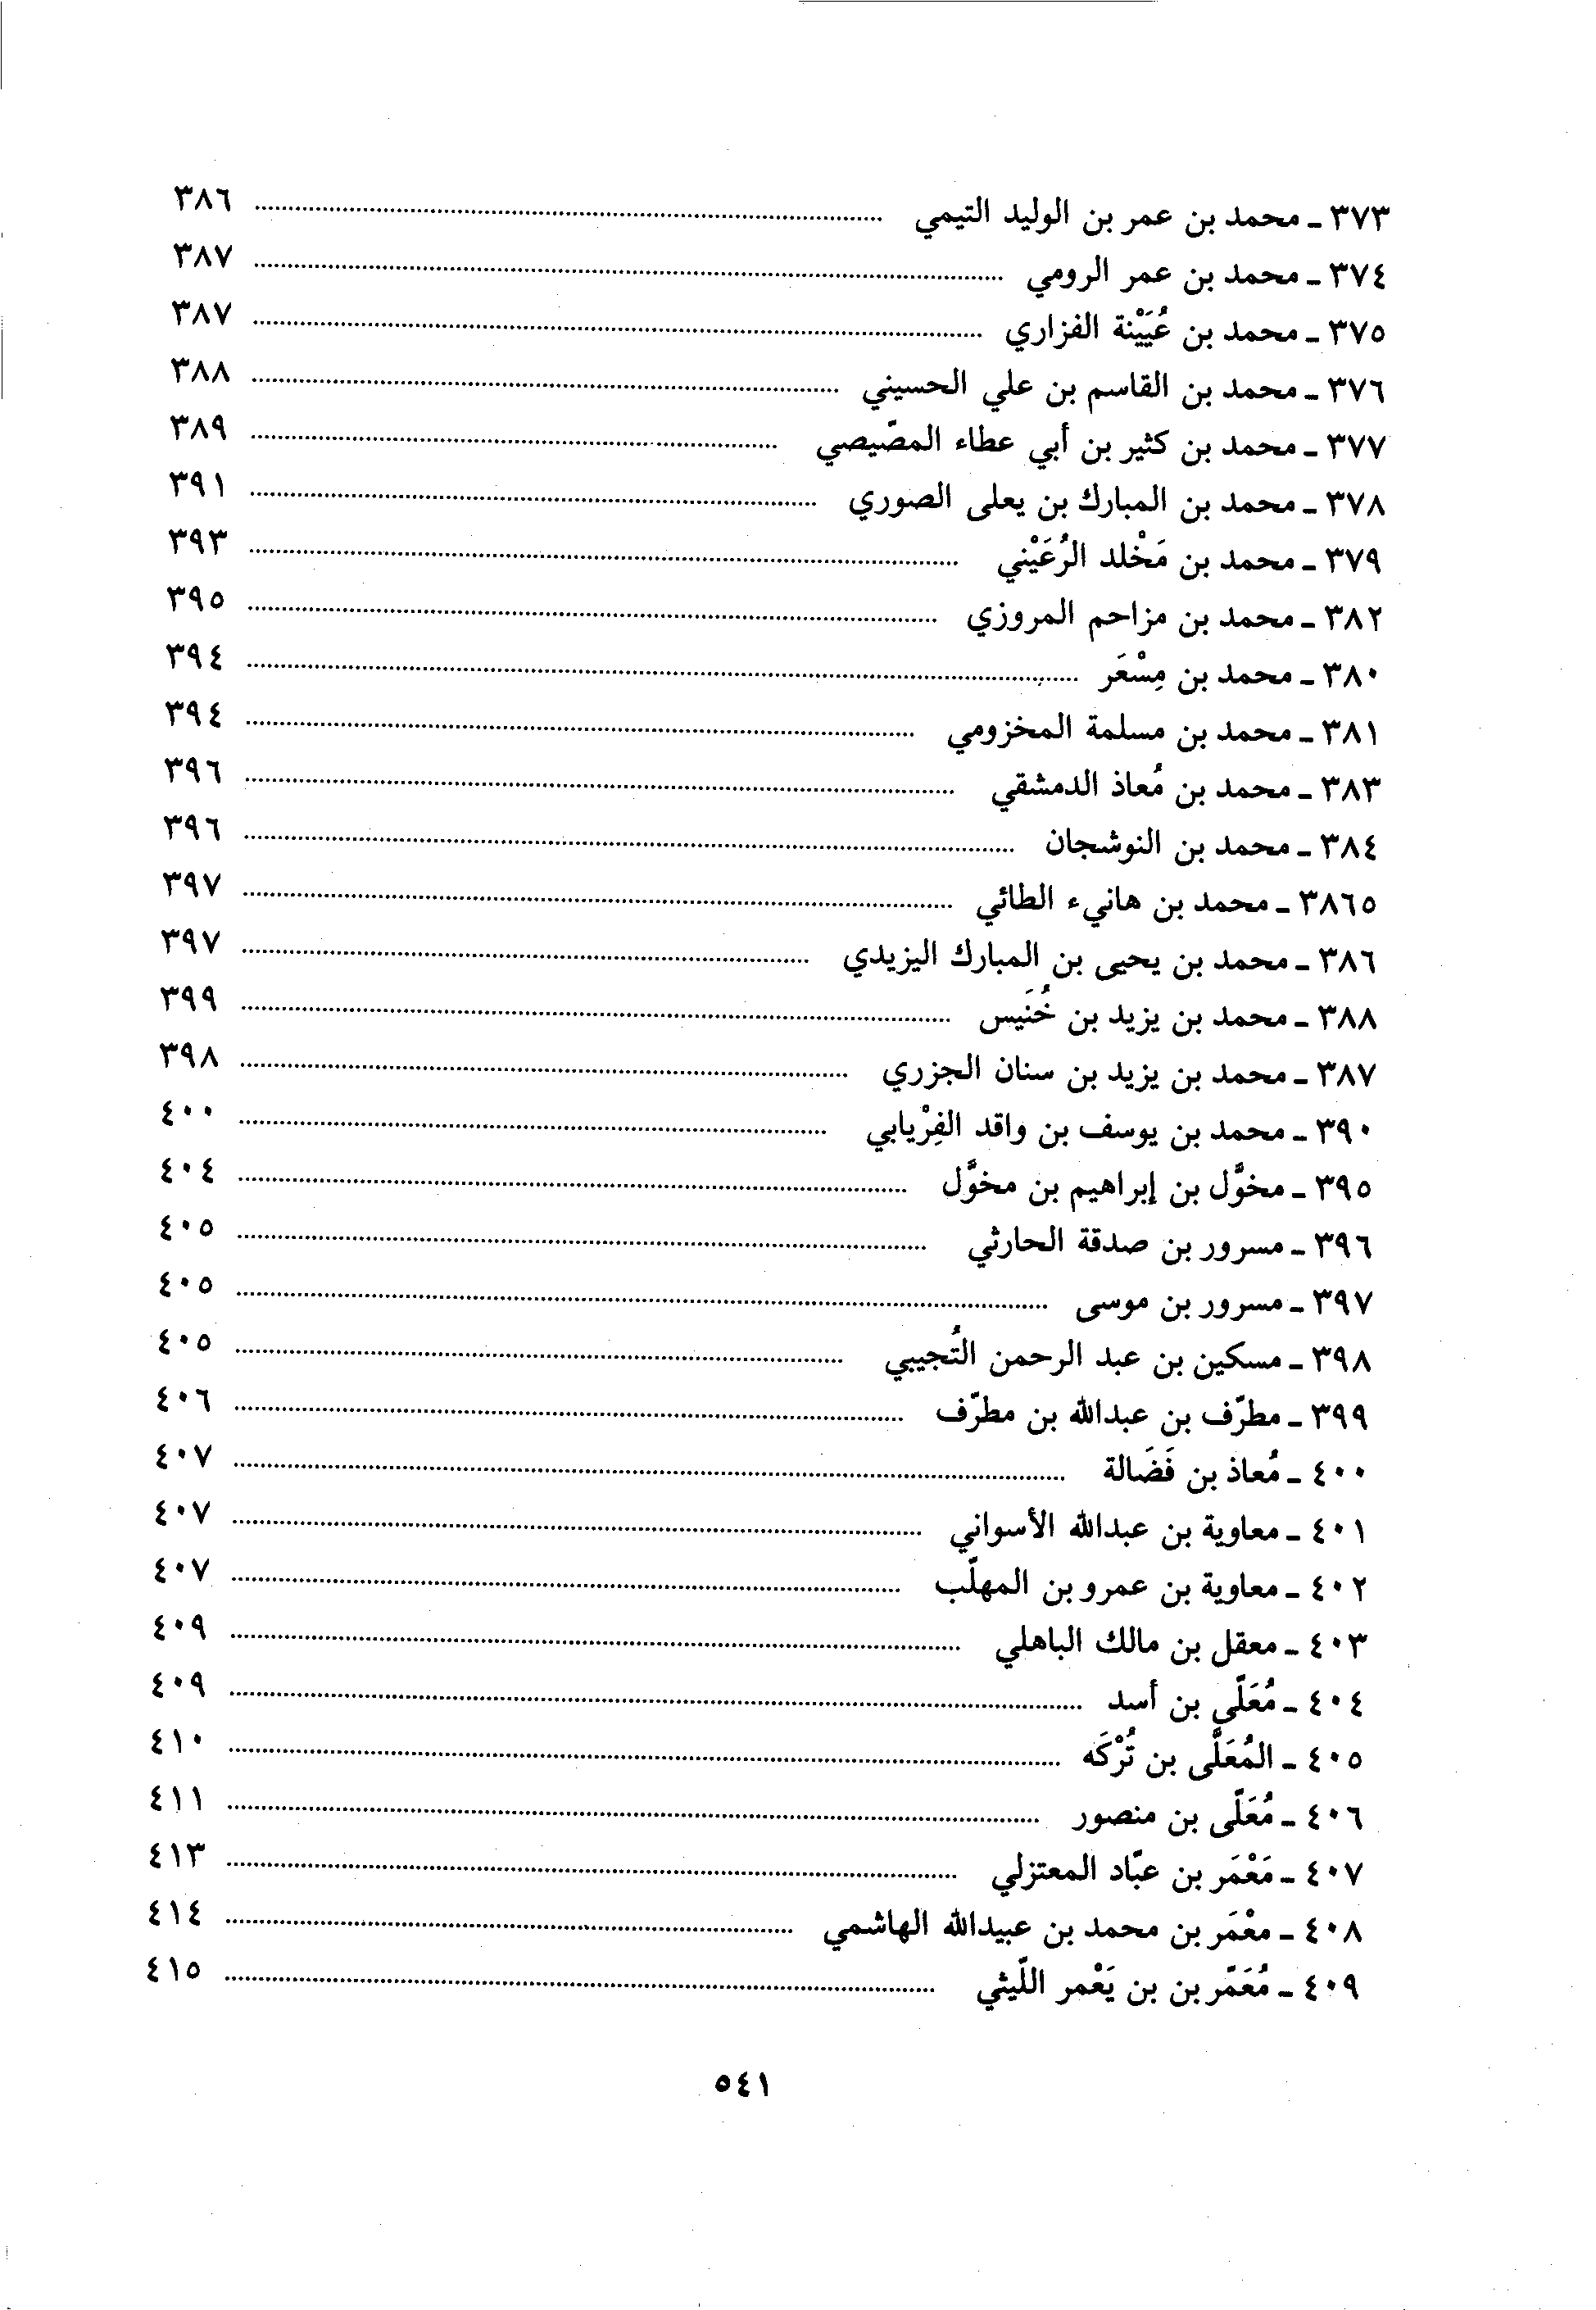 ٣٧٣ ـ محمد بن عمر بن الوليد التيمي ........ ٣٨٦
٣٧٤ ـ محمد بن عمر الرومي ........ ٣٨٧
٣٧٥ ـ محمد بن عُيَيْنة الفزاري ........ ٣٨٧
٣٧٦ ـ محمد بن القاسم بن علي الحسيني ........ ٣٨٨
٣٧٧ ـ محمد بن كثير بن أبي عطاء المصّيصي ........ ٣٨٩
٣٧٨ ـ محمد بن المبارك بن يعلى الصوري ........ ٣٩١
٣٧٩ ـ محمد بن مَخْلد الرُعَيْني ........ ٣٩٣
٣٨٢ ـ محمد بن مزاحم المروزي ........ ٣٩٥
٣٨٠ ـ محمد بن مِسْعَر ........ ٣٩٤
٣٨١ ـ محمد بن مسلمة المخزومي ........ ٣٩٤
٣٨٣ ـ محمد بن مُعاذ الدمشقي ........ ٣٩٦
٣٨٤ ـ محمد بن النوشجان ........ ٣٩٦
٣٨٦٥ ـ محمد بن هانيء الطائي ........ ٣٩٧
٣٨٦ ـ محمد بن يحيى بن المبارك اليزيدي ........ ٣٩٧
٣٨٨ ـ محمد بن يزيد بن خُنَيس ........ ٣٩٩
٣٨٧ ـ محمد بن يزيد بن سنان الجزري ........ ٣٩٨
٣٩٠ ـ محمد بن يوسف بن واقد الفِرْيابي ........ ٤٠٠
٣٩٥ ـ مخوَّل بن إبراهيم بن مخوَّل ........ ٤٠٤
٣٩٦ ـ مسرور بن صدقة الحارثي ........ ٤٠٥
٣٩٧ ـ مسرور بن موسى ........ ٤٠٥
٣٩٨ ـ مسكين بن عبد الرحمن التُجيبي ........ ٤٠٥
٣٩٩ ـ مطرّف بن عبدالله بن مطرّف ........ ٤٠٦
٤٠٠ ـ مُعاذ بن فَضَالة ........ ٤٠٧
٤٠١ ـ معاوية بن عبدالله الأسواني ........ ٤٠٧
٤٠٢ ـ معاوية بن عمرو بن المهلّب ........ ٤٠٧
٤٠٣ ـ معقل بن مالك الباهلي ........ ٤٠٩
٤٠٤ ـ مُعَلّى بن أسد ........ ٤٠٩
٤٠٥ ـ المُعَلَّى بن تُرْكَه ........ ٤١٠
٤٠٦ ـ مُعَلّى بن منصور ........ ٤١١
٤٠٧ ـ مَعْمَر بن عبّاد المعتزلي ........ ٤١٣
٤٠٨ ـ معْمَر بن محمد بن عبيدالله الهاشمي ........ ٤١٤
٤٠٩ ـ مُعَمّر بن بن يَعْمر اللّيثي ........ ٤١٥
٥٤١